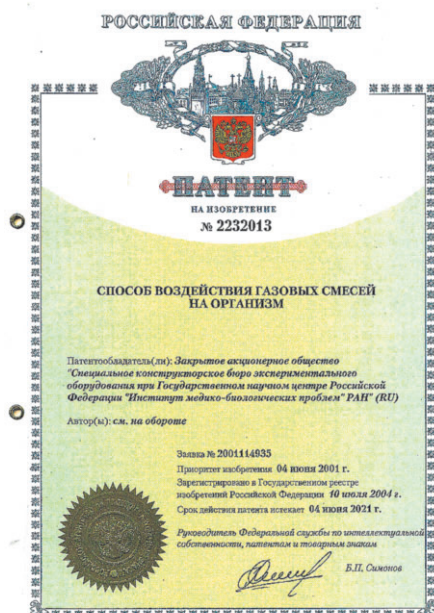 РОССИЙСКАЯ ФЕДЕРАЦИЯ
ПАТЕНТ
НА ИЗОБРЕТЕНИЕ
№ 2232013
СПОСОБ ВОЗДЕЙСТВИЯ ГАЗОВЫХ СМЕСЕЙ
НА ОРГАНИЗМ
Патентообладатель(ли): Закрытое акционерное общество
"Специальное конструкторское бюро экспериментального
оборудования при Государственном научном центре Российской
Федерации "Институт медико-биологических проблем" РАН" (RU)
Автор(ы): см. на обороте
Заявка № 2001114935
Приоритет изобретения 04 июня 2001 г.
Зарегистрировано в Государственном реестре
изобретений Российской Федерации 10 июля 2004 г.
Срок действия патента истекает 04 июня 2021 г.
Руководитель Федеральной службы по интеллектуальной
собственности, патентам и товарным знакам
Б.П. Симонов